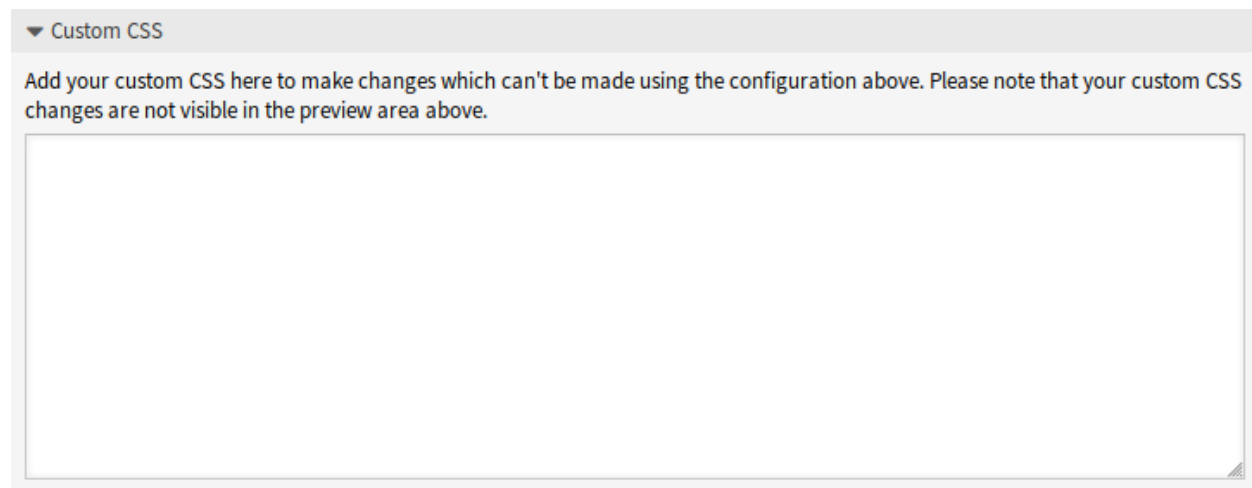 Custom CSS
Add your custom CSS here to make changes which can't be made using the configuration above. Please note that your custom CSS
changes are not visible in the preview area above.